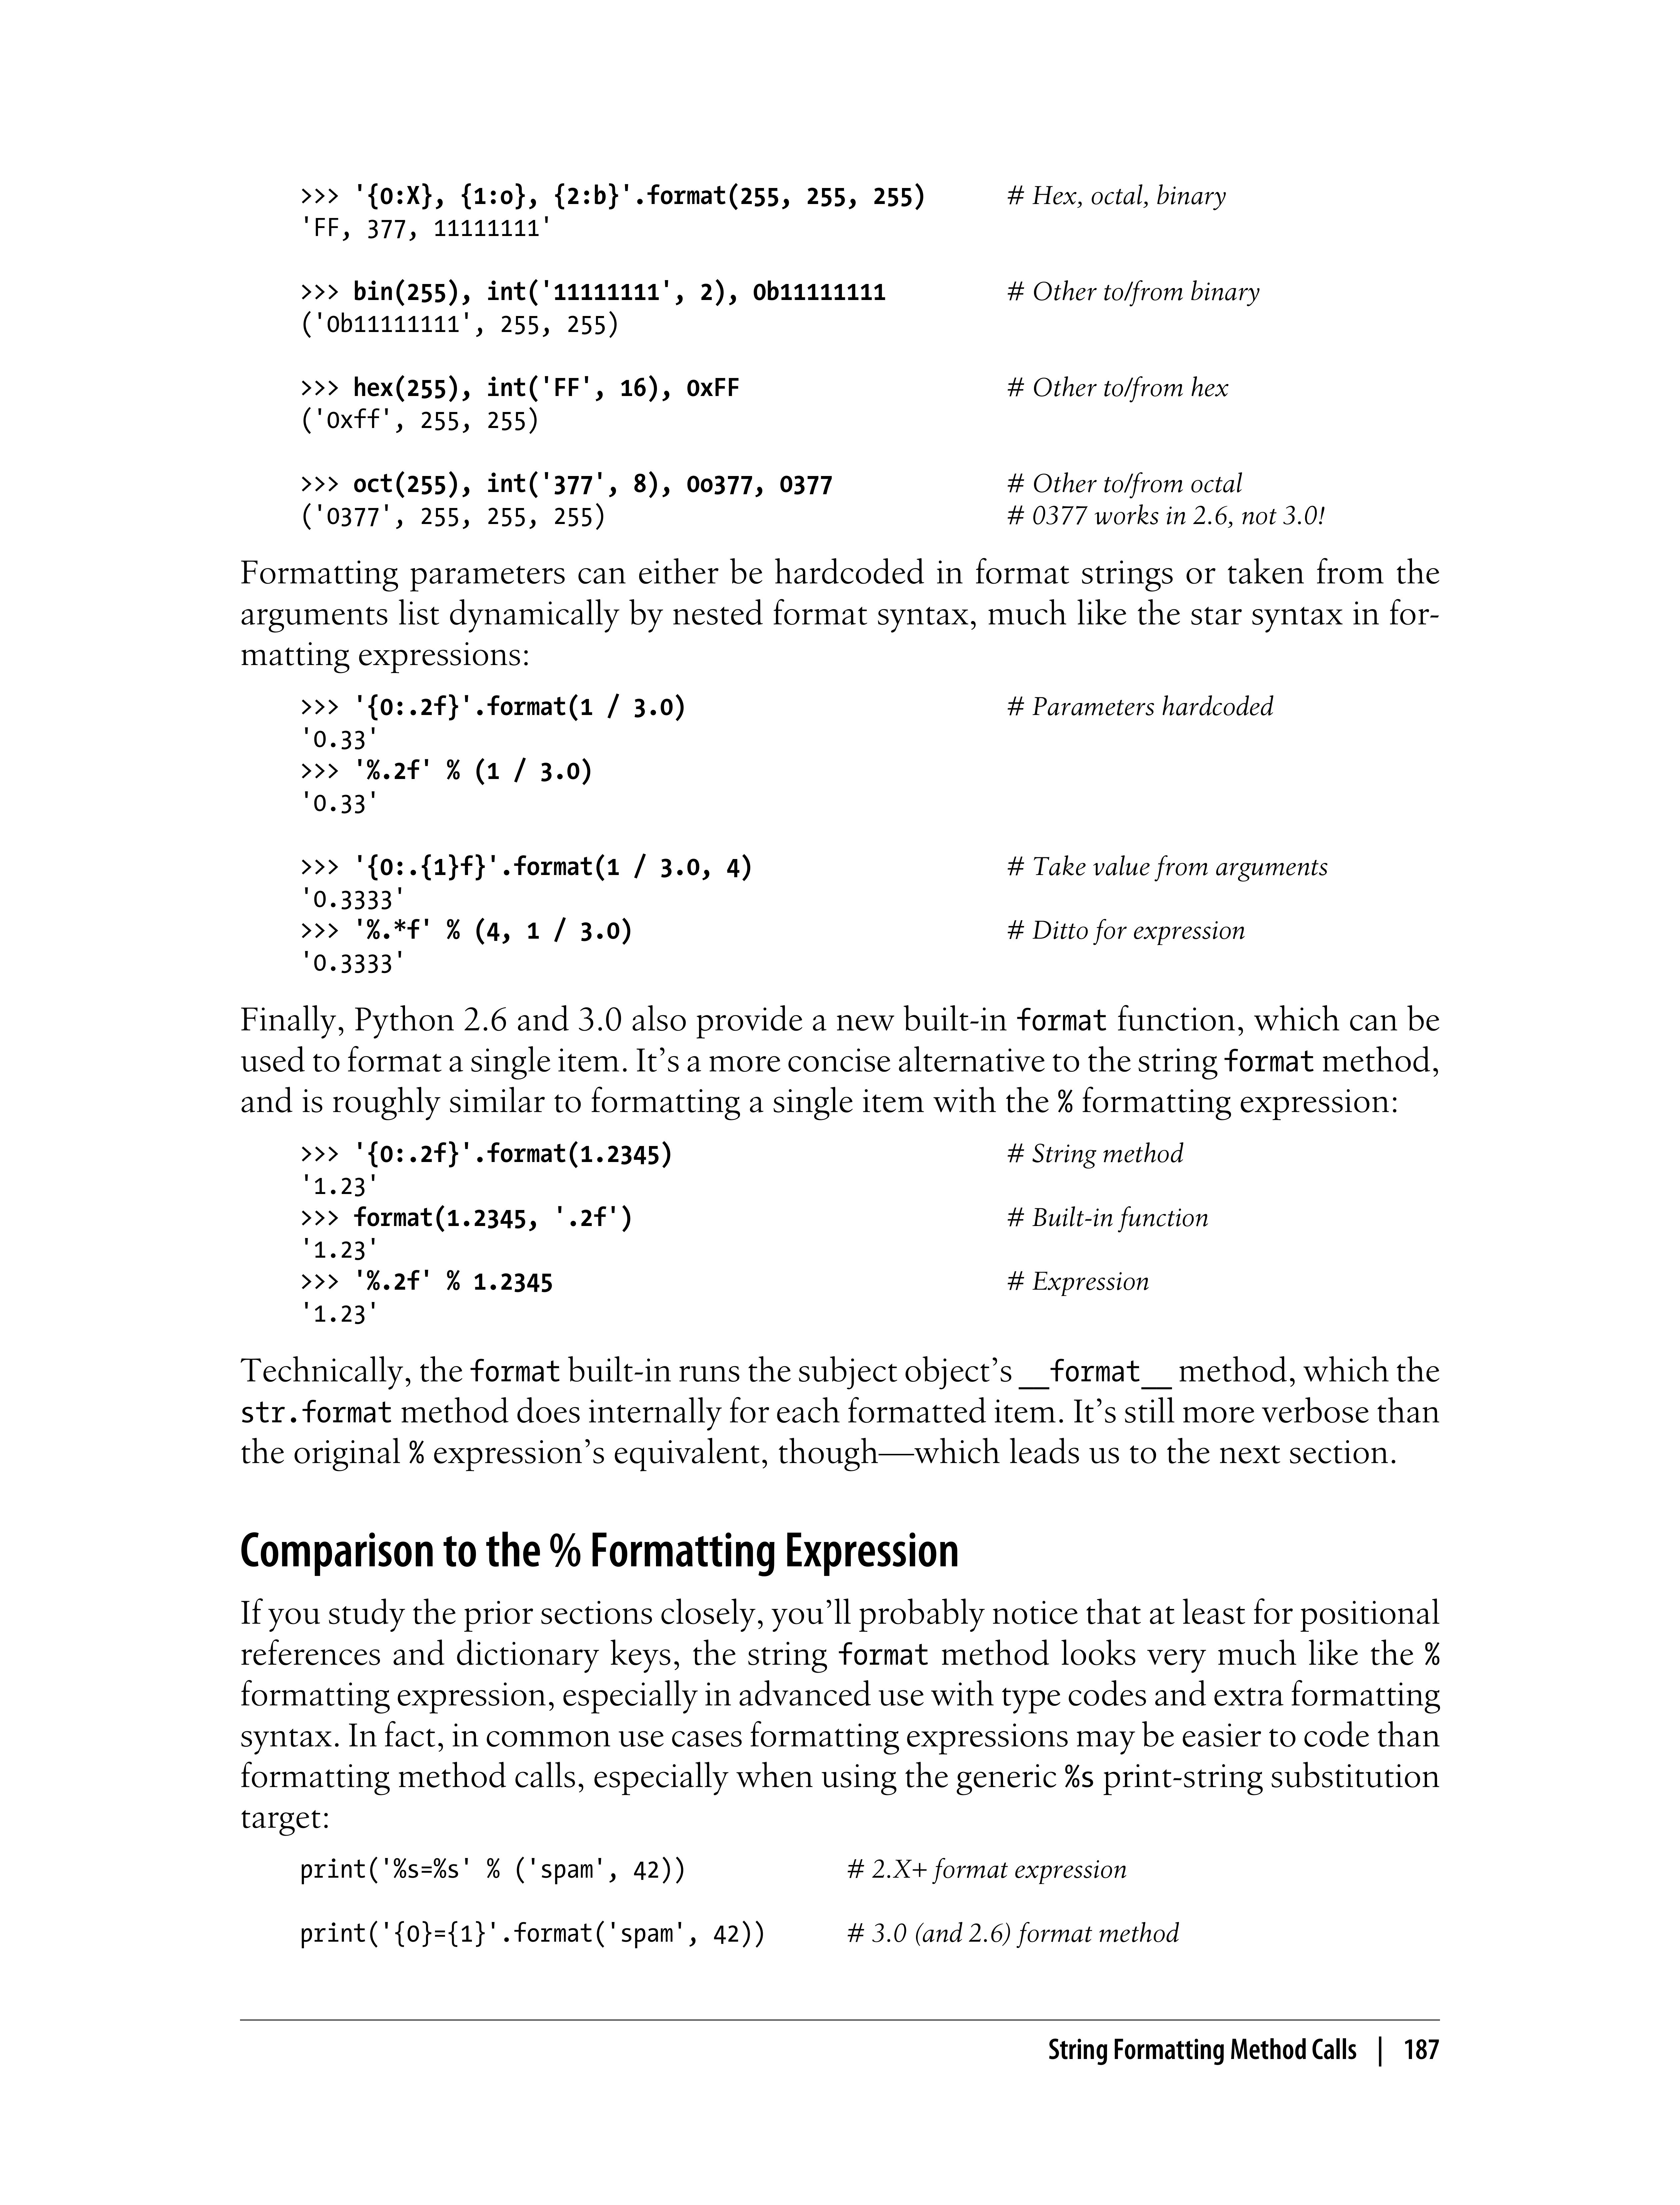 >>> '{0:X}, {1:o}, {2:b}'.format(255, 255, 255) # Hex, octal, binary
'FF, 377, 11111111'
>>> bin(255), int('11111111', 2), 0b11111111 # Other to/from binary
('0b11111111', 255, 255)
>>> hex(255), int('FF', 16), 0xFF # Other to/from hex
('0xff', 255, 255)
>>> oct(255), int('377', 8), 0o377, 0377 # Other to/from octal
('0377', 255, 255, 255) # 0377 works in 2.6, not 3.0!
Formatting parameters can either be hardcoded in format strings or taken from the
arguments list dynamically by nested format syntax, much like the star syntax in for-
matting expressions:
>>> '{0:.2f}'.format(1 / 3.0) # Parameters hardcoded
'0.33'
>>> '%.2f' % (1 / 3.0)
'0.33'
>>> '{0:.{1}f}'.format(1 / 3.0, 4) # Take value from arguments
'0.3333'
>>> '%.*f' % (4, 1 / 3.0) # Ditto for expression
'0.3333'
Finally, Python 2.6 and 3.0 also provide a new built-in format function, which can be
used to format a single item. It’s a more concise alternative to the string format method,
and is roughly similar to formatting a single item with the % formatting expression:
>>> '{0:.2f}'.format(1.2345) # String method
'1.23'
>>> format(1.2345, '.2f') # Built-in function
'1.23'
>>> '%.2f' % 1.2345 # Expression
'1.23'
Technically, the format built-in runs the subject object’s __format__ method, which the
str.format method does internally for each formatted item. It’s still more verbose than
the original % expression’s equivalent, though—which leads us to the next section.
Comparison to the % Formatting Expression
If you study the prior sections closely, you’ll probably notice that at least for positional
references and dictionary keys, the string format method looks very much like the %
formatting expression, especially in advanced use with type codes and extra formatting
syntax. In fact, in common use cases formatting expressions may be easier to code than
formatting method calls, especially when using the generic %s print-string substitution
target:
print('%s=%s' % ('spam', 42)) # 2.X+ format expression
print('{0}={1}'.format('spam', 42)) # 3.0 (and 2.6) format method
String Formatting Method Calls | 187